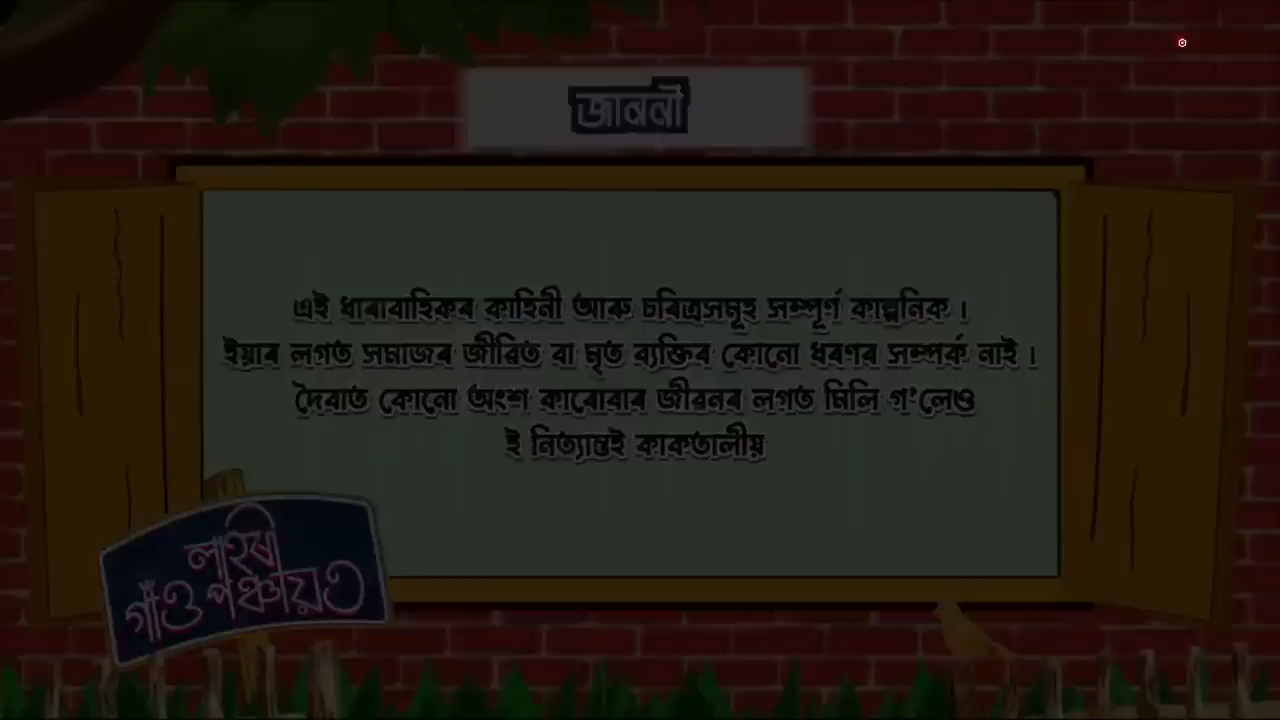 জাননী
এই ধাৰাবাহিকৰ কাহিনী আৰু চৰিত্ৰসমূহ সম্পূৰ্ণ কাল্পনিক ।
ইয়াৰ লগত সমাজৰ জীৱিত বা মৃত ব্যক্তিৰ কোনো ধৰণৰ সম্পৰ্ক নাই ।
দৈৱাত কোনো অংশ কাৰোবাৰ জীৱনৰ লগত মিলি গ'লেও
ই নিত্যান্তই কাকতালীয়
লাহৰী
গাঁও পঞ্চায়ত